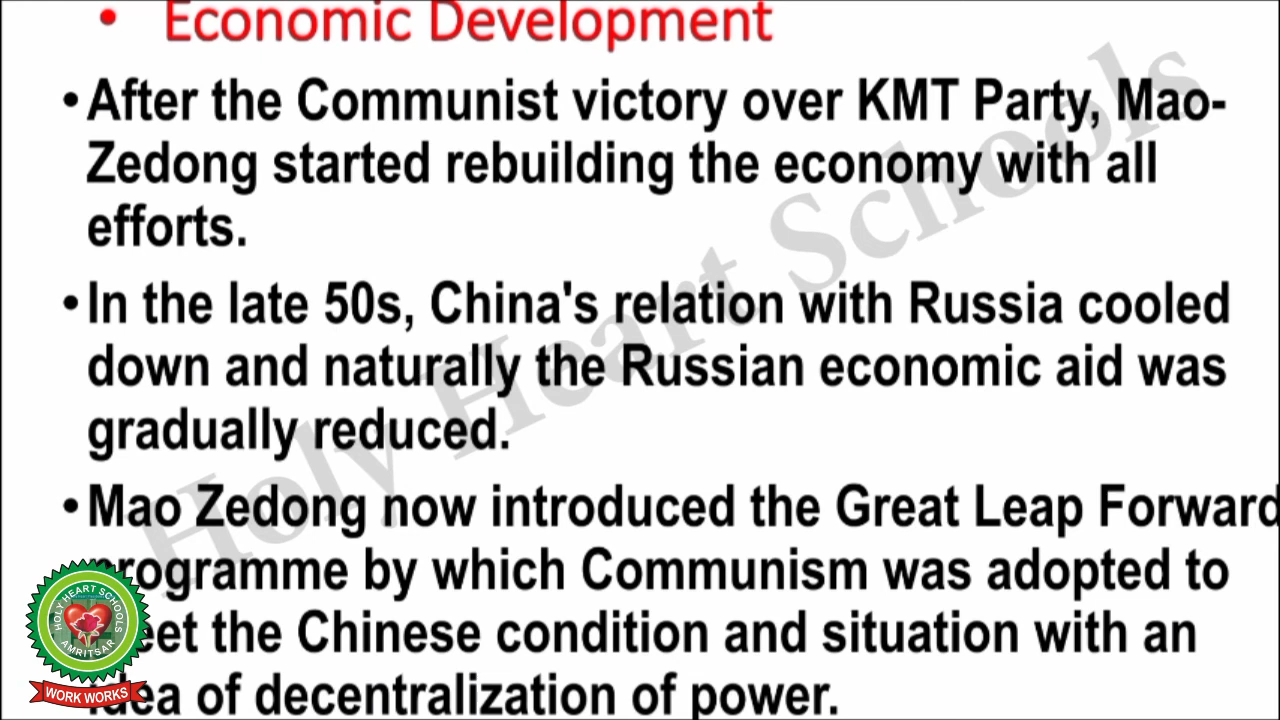 • Economic Development
• After the Communist victory over KMT Party, Mao-
Zedong started rebuilding the economy with all
efforts.
• In the late 50s, China's relation with Russia cooled
down and naturally the Russian economic aid was
gradually reduced.
• Mao Zedong now introduced the Great Leap Forward
programme by which Communism was adopted to
meet the Chinese condition and situation with an
idea of decentralization of power.
Holy Heart Schools
HOLY HEART SCHOOLS
AMRITSAR
WORK WORKS